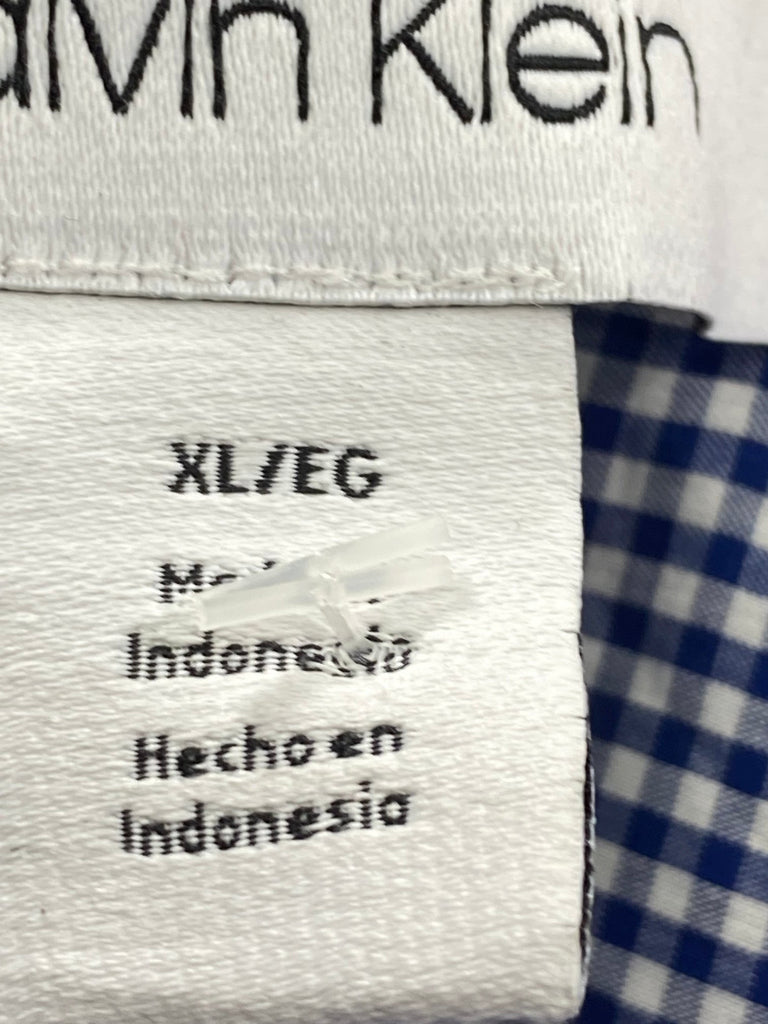 alvin Klein
XL/EG
Indonesia
Hecho en
Indonesia